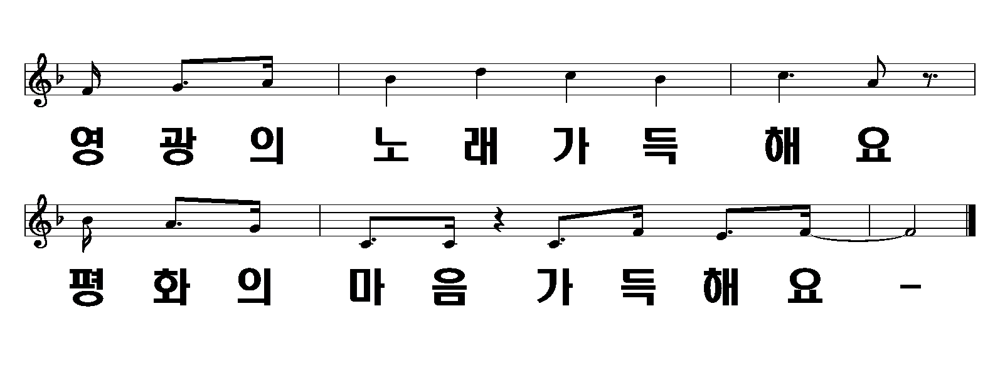 영 광 의 노 래 가 득 해 요
평 화 의 마 음 가 득 해 요 -